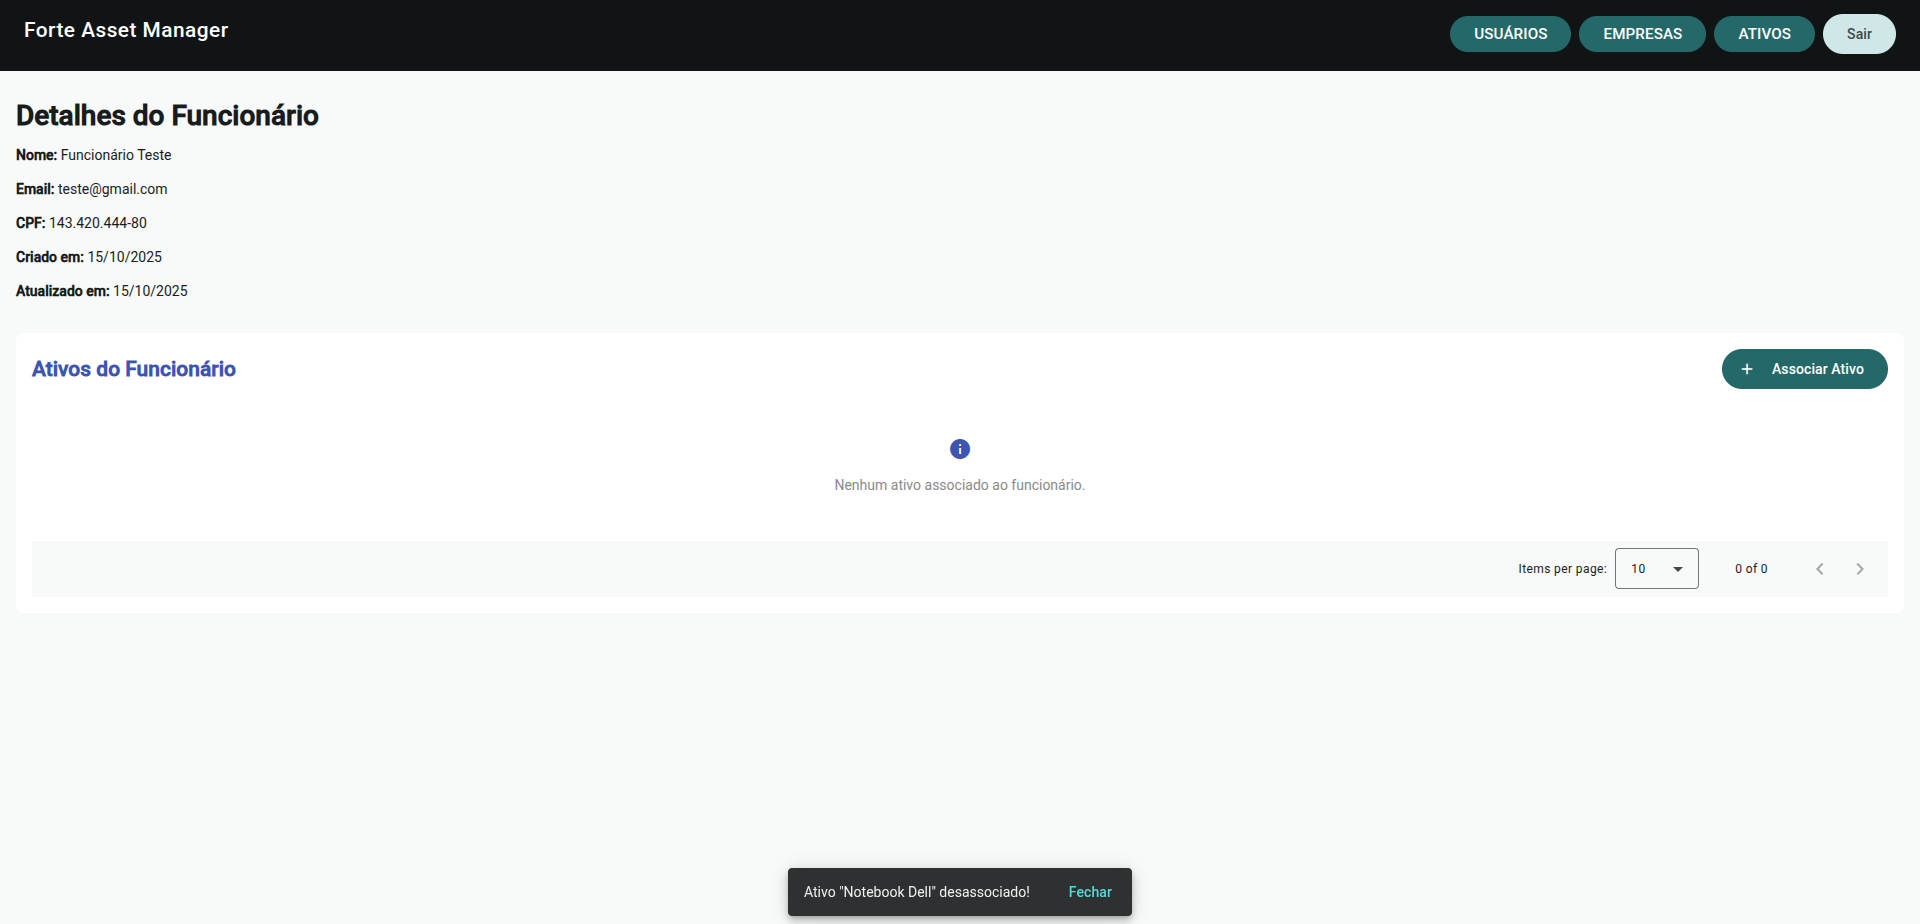 Forte Asset Manager
USUÁRIOS EMPRESAS ATIVOS Sair
Detalhes do Funcionário
Nome: Funcionário Teste
Email: teste@gmail.com
CPF: 143.420.444-80
Criado em: 15/10/2025
Atualizado em: 15/10/2025
Ativos do Funcionário
+ Associar Ativo
Nenhum ativo associado ao funcionário.
Items per page: 10 0 of 0
Ativo "Notebook Dell" desassociado! Fechar